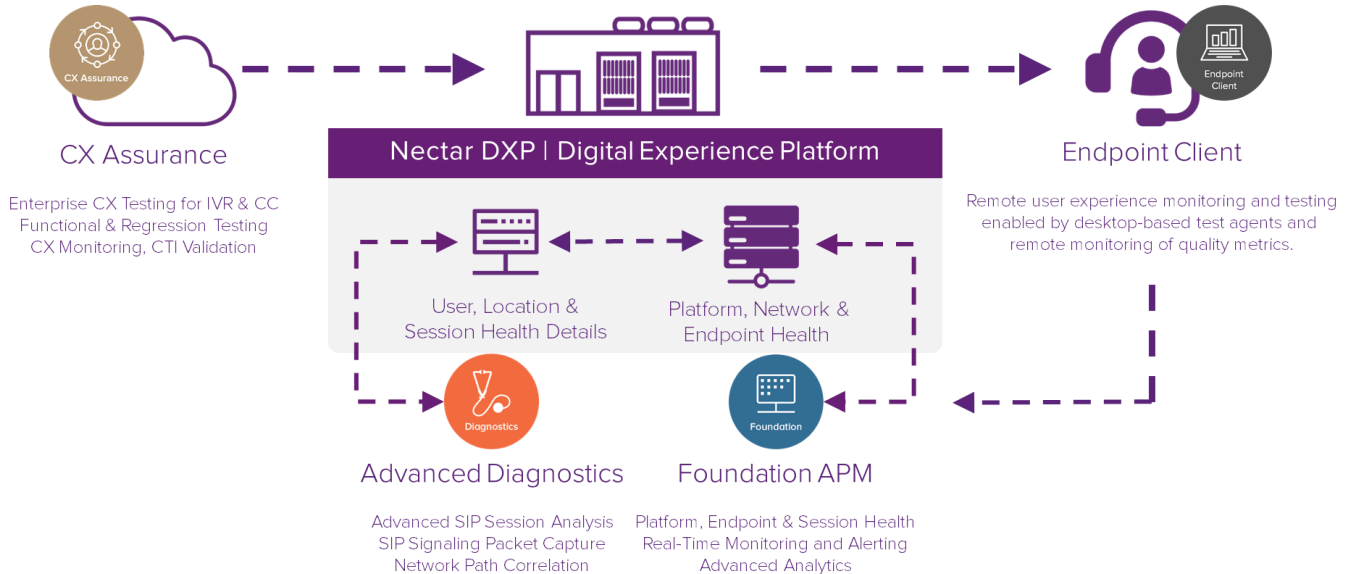 CX Assurance
Endpoint
Client
CX Assurance
Enterprise CX Testing for IVR & CC
Functional & Regression Testing
CX Monitoring, CTI Validation
Nectar DXP | Digital Experience Platform
User, Location &
Session Health Details
Platform, Network &
Endpoint Health
Endpoint Client
Remote user experience monitoring and testing
enabled by desktop-based test agents and
remote monitoring of quality metrics.
Diagnostics
Advanced Diagnostics
Advanced SIP Session Analysis
SIP Signaling Packet Capture
Network Path Correlation
Foundation
Foundation APM
Platform, Endpoint & Session Health
Real-Time Monitoring and Alerting
Advanced Analytics